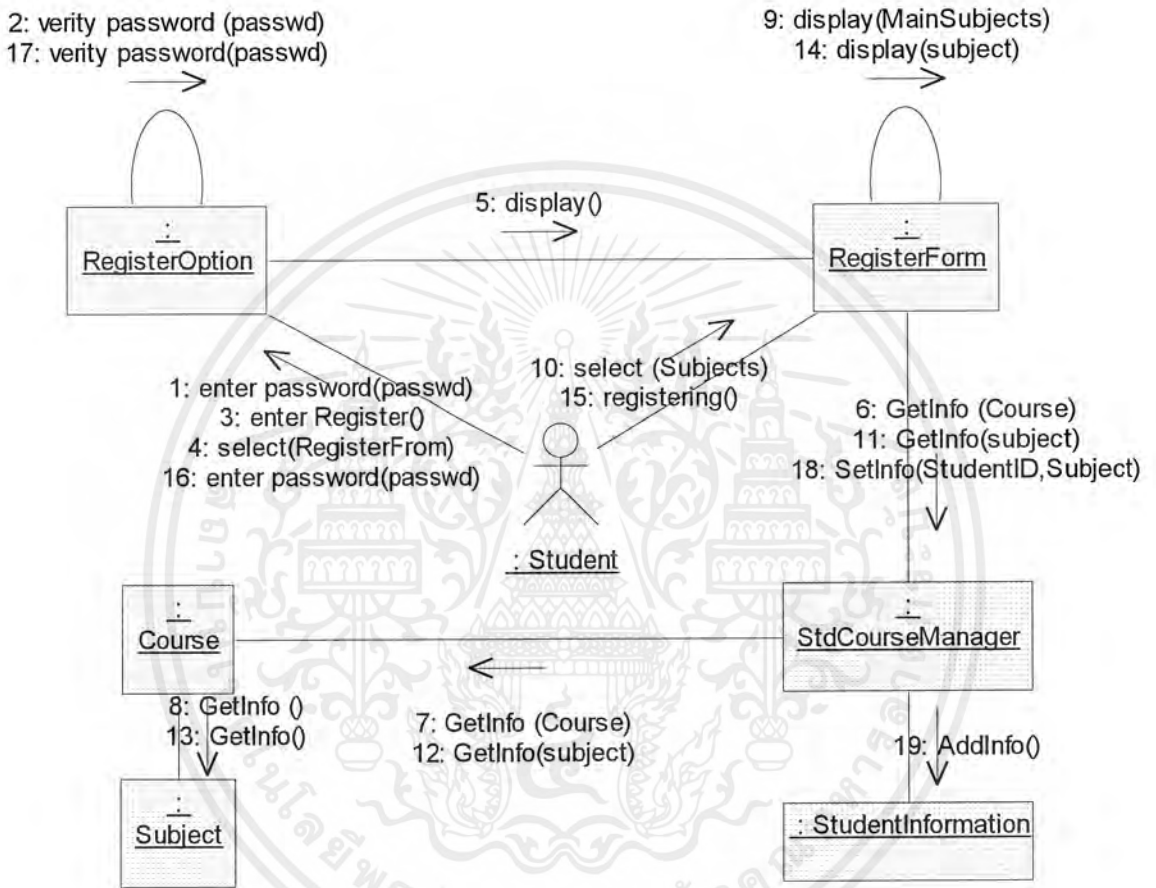 2: verity password (passwd)
17: verity password(passwd)
9: display(MainSubjects)
14: display(subject)
:
RegisterOption
5: display()
:
RegisterForm
1: enter password(passwd)
3: enter Register()
4: select(RegisterFrom)
16: enter password(passwd)
10: select (Subjects)
15: registering()
6: GetInfo (Course)
11: GetInfo(subject)
18: SetInfo(StudentID,Subject)
: Student
:
Course
:
StdCourseManager
8: GetInfo ()
13: GetInfo()
7: GetInfo (Course)
12: GetInfo(subject)
19: AddInfo()
:
Subject
: StudentInformation